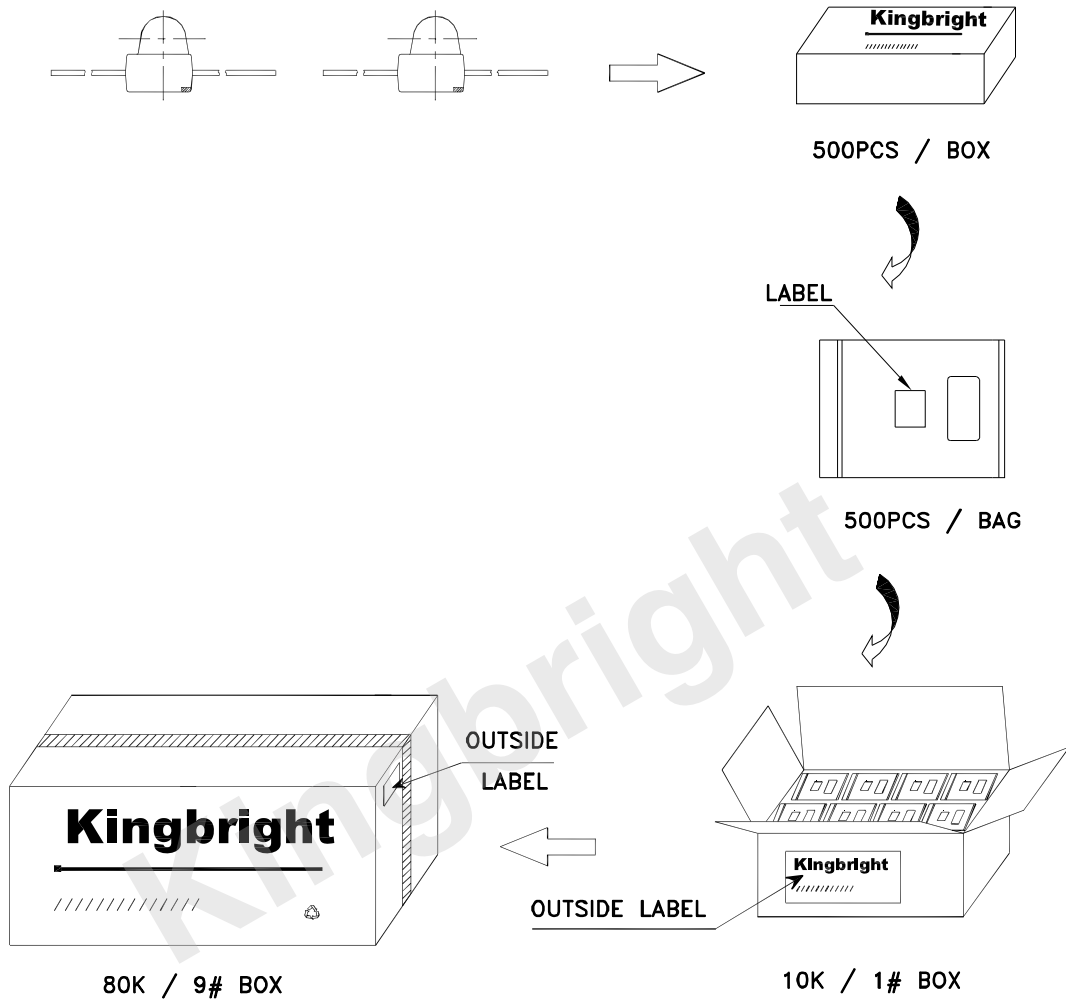 Kingbright
500PCS / BOX
LABEL
500PCS / BAG
OUTSIDE
LABEL
Kingbright
Kingbright
OUTSIDE LABEL
80K / 9# BOX
10K / 1# BOX
Kingbright